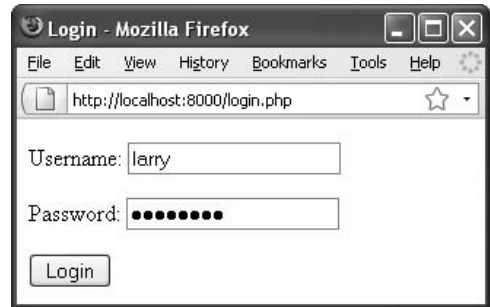 Login - Mozilla Firefox
File Edit View History Bookmarks Tools Help
http://localhost:8000/login.php
Username: larry
Password: ●●●●●●●●
Login